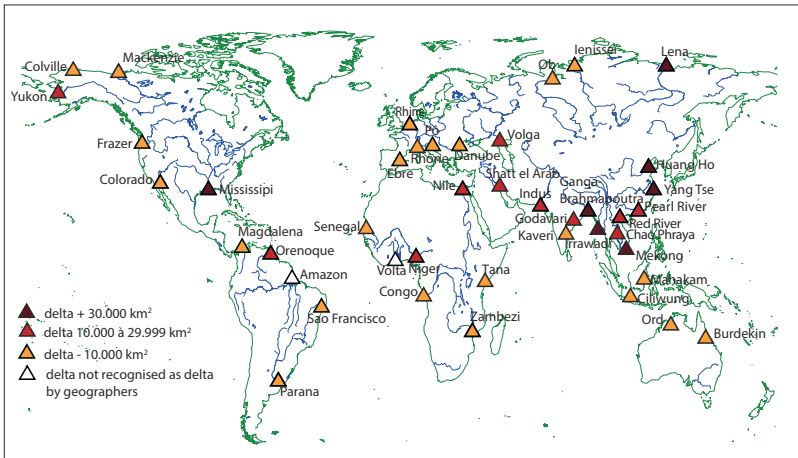 Colville
Mackenzie
Ienissei
Lena
Ob
Yukon
Rhine
Po
Volga
Frazer
Rhone
Danube
Ebre
Huang Ho
Shatt el Arab
Colorado
Mississipi
Nile
Indus
Ganga
Brahmapoutra
Yang Tse
Pearl River
Godavari
Red River
Senegal
Kaveri
Irrawadi
Chao Phraya
Magdalena
Orenoque
Mekong
Volta
Niger
Amazon
Tana
Mahakam
Congo
Ciliwung
Sao Francisco
Zambezi
Ord
Burdekin
Parana
delta + 30.000 km²
delta 10.000 à 29.999 km²
delta - 10.000 km²
delta not recognised as delta
by geographers